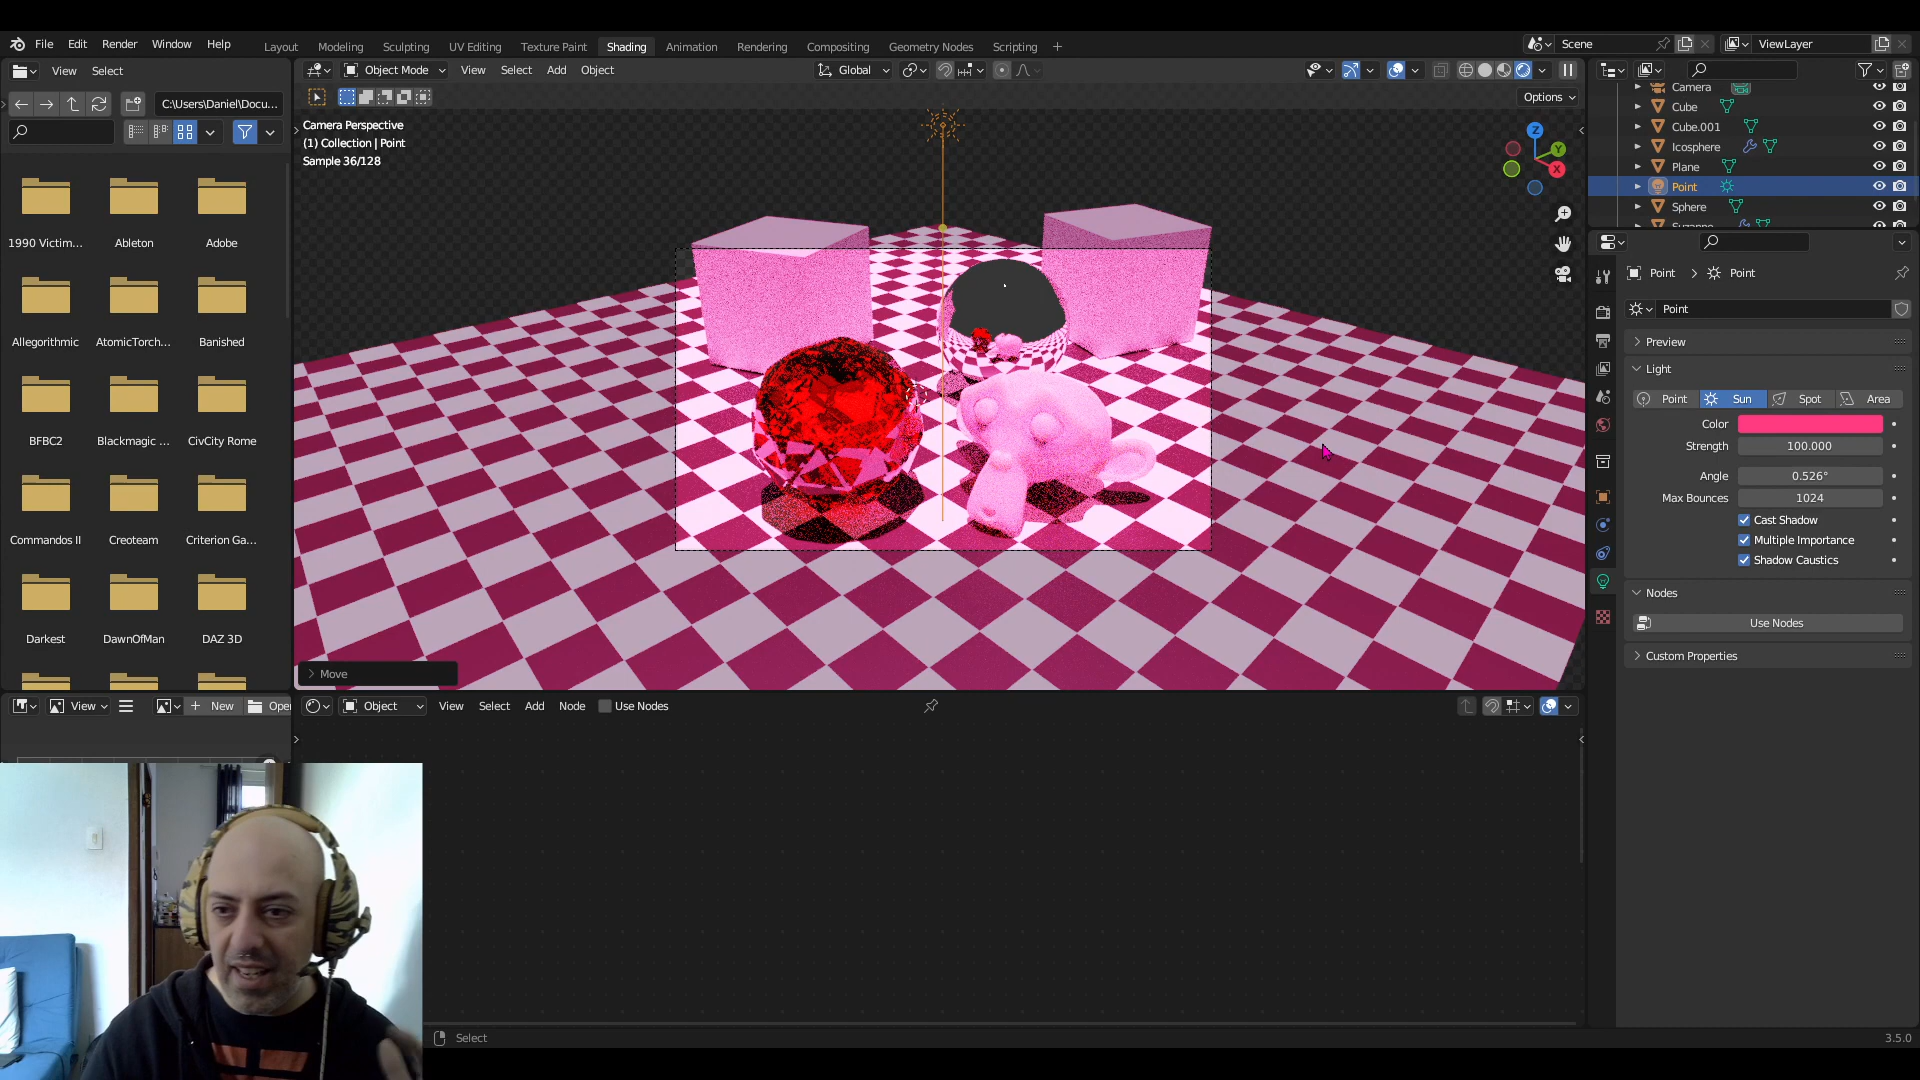 File Edit Render Window Help
Layout Modeling Sculpting UV Editing Texture Paint Shading Animation Rendering Compositing Geometry Nodes Scripting +
Scene
ViewLayer
View Select
Object Mode View Select Add Object
Global
C:\Users\Daniel\Docu...
Options
Camera Perspective
(1) Collection | Point
Sample 36/128
Z
Y
X
1990 Victim... Ableton Adobe
Allegorithmic AtomicTorch... Banished
BFBC2 Blackmagic ... CivCity Rome
Commandos II Creoteam Criterion Ga...
Darkest DawnOfMan DAZ 3D
Move
Camera
Cube
Cube.001
Icosphere
Plane
Point
Sphere
Suzanne
Point > Point
Point
Preview
Light
Point Sun Spot Area
Color
Strength 100.000
Angle 0.526°
Max Bounces 1024
Cast Shadow
Multiple Importance
Shadow Caustics
Nodes
Use Nodes
Custom Properties
View + New Open
Object View Select Add Node Use Nodes
Select
3.5.0